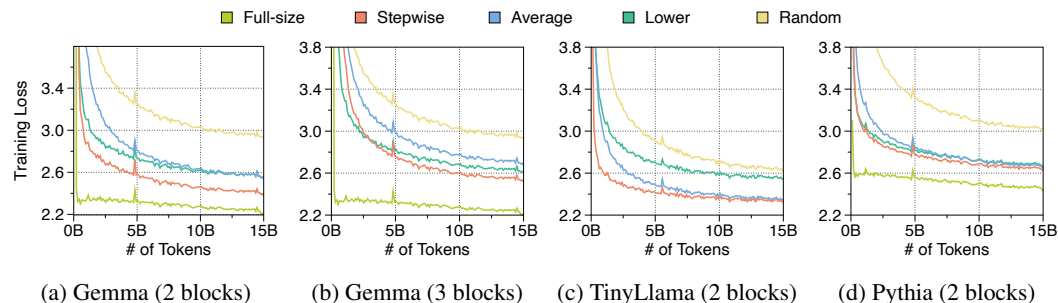 Full-size Stepwise Average Lower Random
Training Loss
3.8 3.8 3.8 3.8
3.4 3.4 3.4 3.4
3.0 3.0 3.0 3.0
2.6 2.6 2.6 2.6
2.2 2.2 2.2 2.2
0B 5B 10B 15B 0B 5B 10B 15B 0B 5B 10B 15B 0B 5B 10B 15B
# of Tokens # of Tokens # of Tokens # of Tokens
(a) Gemma (2 blocks) (b) Gemma (3 blocks) (c) TinyLlama (2 blocks) (d) Pythia (2 blocks)